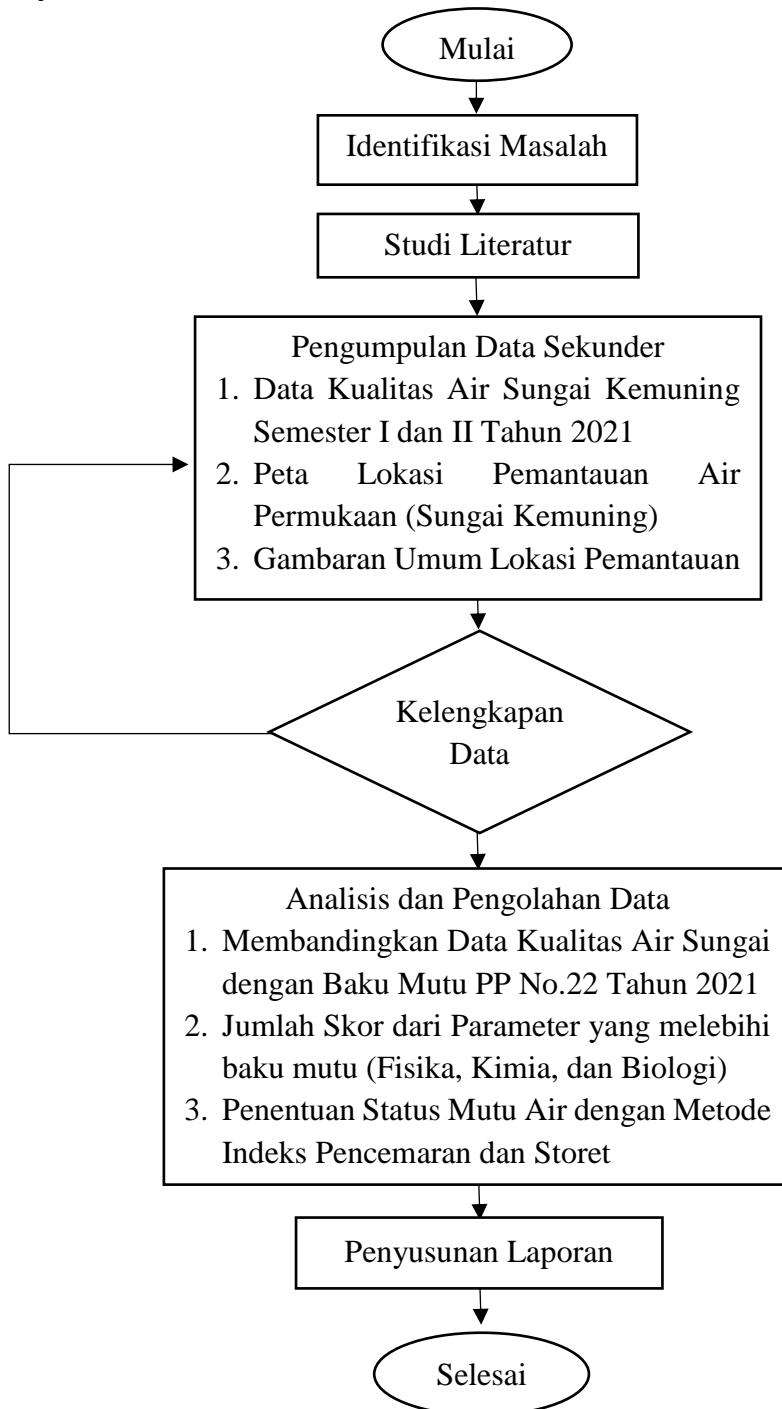 Mulai
Identifikasi Masalah
Studi Literatur
Pengumpulan Data Sekunder
1. Data Kualitas Air Sungai Kemuning
Semester I dan II Tahun 2021
2. Peta Lokasi Pemantauan Air
Permukaan (Sungai Kemuning)
3. Gambaran Umum Lokasi Pemantauan
Kelengkapan
Data
Analisis dan Pengolahan Data
1. Membandingkan Data Kualitas Air Sungai
dengan Baku Mutu PP No.22 Tahun 2021
2. Jumlah Skor dari Parameter yang melebihi
baku mutu (Fisika, Kimia, dan Biologi)
3. Penentuan Status Mutu Air dengan Metode
Indeks Pencemaran dan Storet
Penyusunan Laporan
Selesai